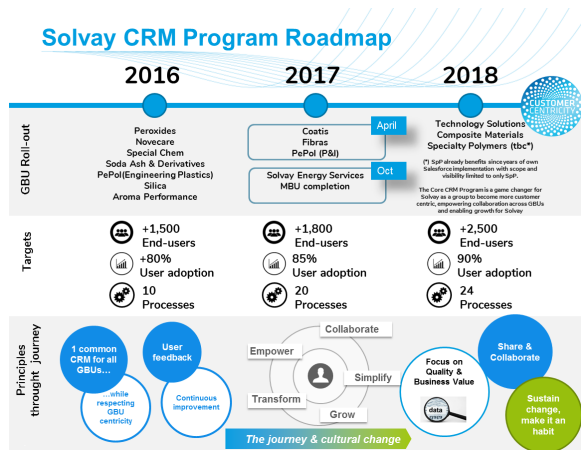 Solvay CRM Program Roadmap
2016
2017
2018
CUSTOMER
CENTRICITY
GBU Roll-out
Peroxides
Novecare
Special Chem
Soda Ash & Derivatives
PePol(Engineering Plastics)
Silica
Aroma Performance
April
Coatis
Fibras
PePol (P&I)
Oct
Solvay Energy Services
MBU completion
Technology Solutions
Composite Materials
Specialty Polymers (tbc*)
(*) SpP already benefits since years of own
Salesforce implementation with scope and
visibility limited to only SpP.
The Core CRM Program is a game changer for
Solvay as a group to become more customer
centric, empowering collaboration across GBUs
and enabling growth for Solvay
Targets
+1,500
End-users
+80%
User adoption
10
Processes
+1,800
End-users
85%
User adoption
20
Processes
+2,500
End-users
90%
User adoption
24
Processes
Principles
throught journey
1 common
CRM for all
GBUs...
...while
respecting
GBU
centricity
User
feedback
Continuous
improvement
Collaborate
Empower
Simplify
Transform
Grow
The journey & cultural change
Focus on
Quality &
Business Value
data
Share &
Collaborate
Sustain
change,
make it an
habit